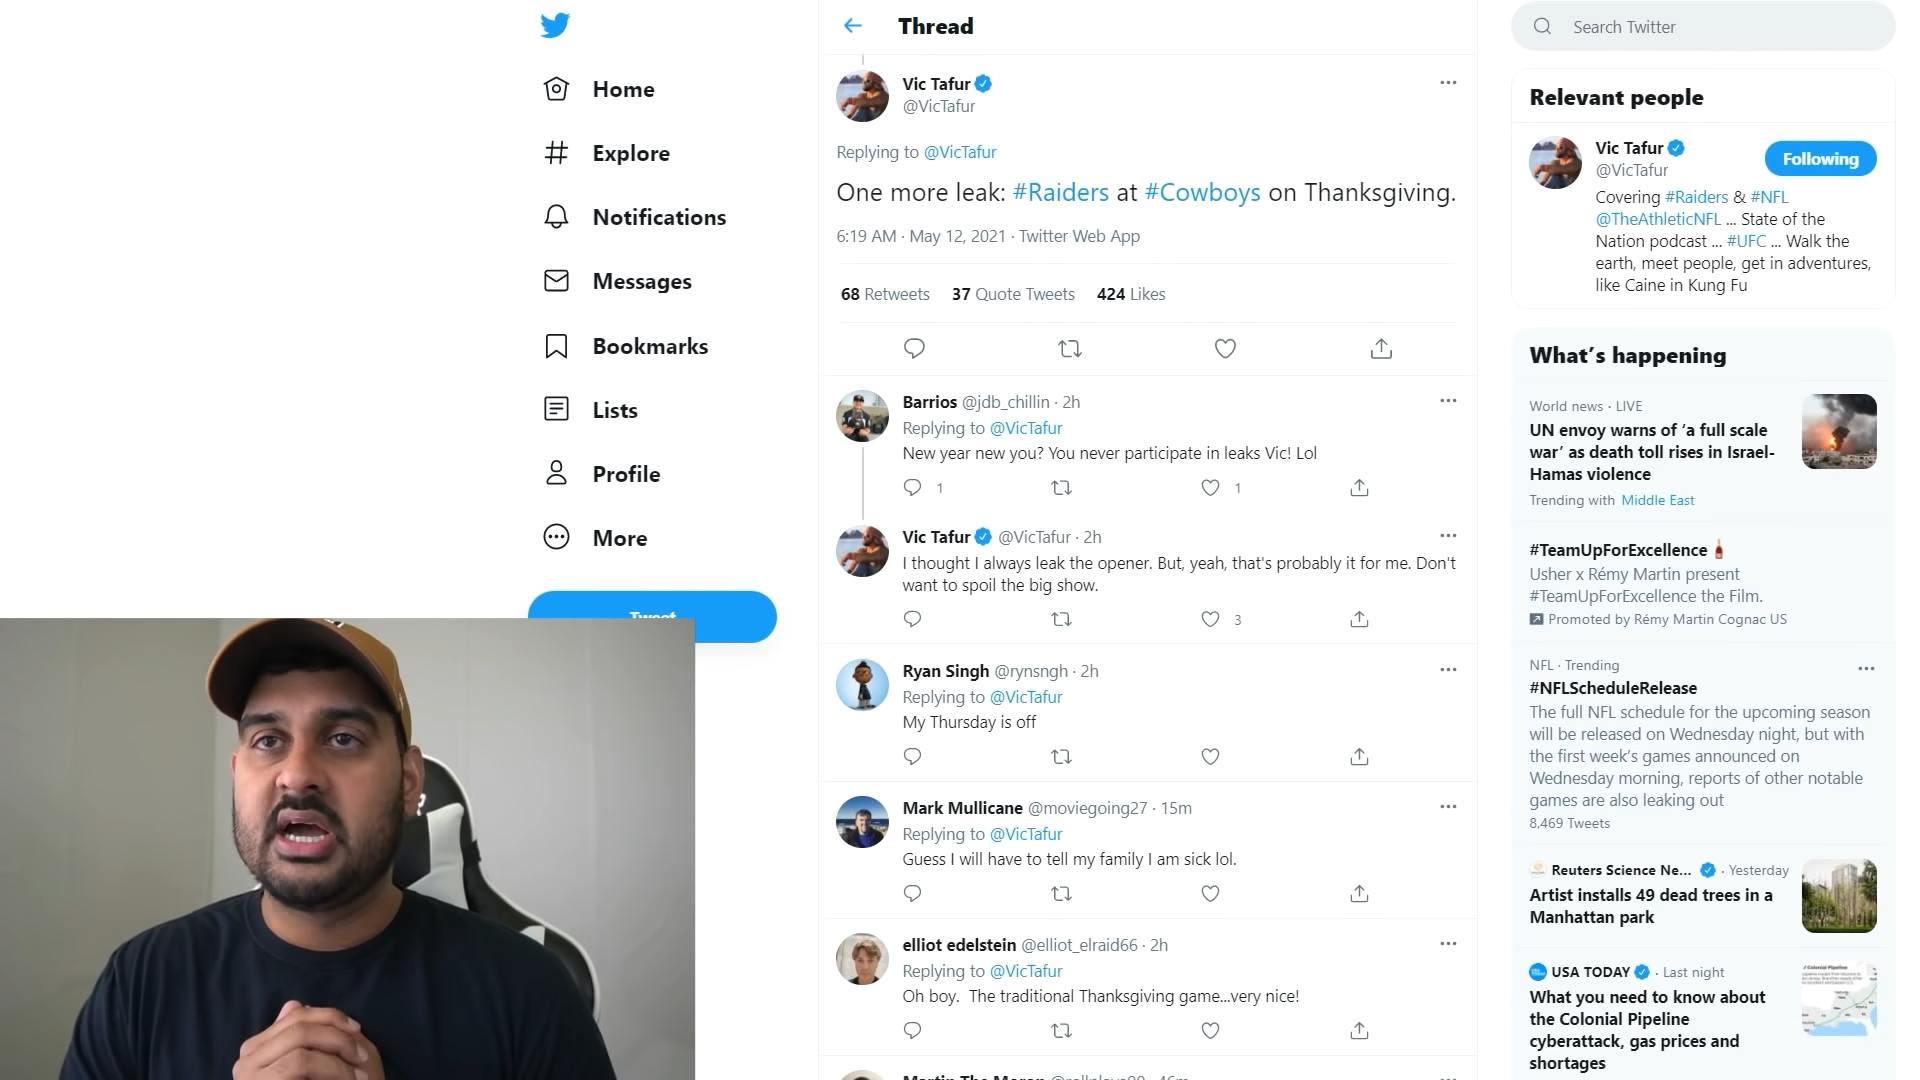 Home
Explore
Notifications
Messages
Bookmarks
Lists
Profile
More
Tweet
Thread
Vic Tafur
@VicTafur
Replying to @VicTafur
One more leak: #Raiders at #Cowboys on Thanksgiving.
6:19 AM · May 12, 2021 · Twitter Web App
68 Retweets 37 Quote Tweets 424 Likes
Barrios @jdb_chillin · 2h
Replying to @VicTafur
New year new you? You never participate in leaks Vic! Lol
1 1
Vic Tafur @VicTafur · 2h
I thought I always leak the opener. But, yeah, that's probably it for me. Don't
want to spoil the big show.
3
Ryan Singh @rynsngh · 2h
Replying to @VicTafur
My Thursday is off
Mark Mullicane @moviegoing27 · 15m
Replying to @VicTafur
Guess I will have to tell my family I am sick lol.
elliot edelstein @elliot_elraid66 · 2h
Replying to @VicTafur
Oh boy.  The traditional Thanksgiving game...very nice!
Search Twitter
Relevant people
Vic Tafur
@VicTafur
Following
Covering #Raiders & #NFL
@TheAthleticNFL ... State of the
Nation podcast ... #UFC ... Walk the
earth, meet people, get in adventures,
like Caine in Kung Fu
What's happening
World news · LIVE
UN envoy warns of ‘a full scale
war’ as death toll rises in Israel-
Hamas violence
Trending with Middle East
#TeamUpForExcellence
Usher x Rémy Martin present
#TeamUpForExcellence the Film.
Promoted by Rémy Martin Cognac US
NFL · Trending
#NFLScheduleRelease
The full NFL schedule for the upcoming season
will be released on Wednesday night, but with
the first week’s games announced on
Wednesday morning, reports of other notable
games are also leaking out
8,469 Tweets
Reuters Science Ne... · Yesterday
Artist installs 49 dead trees in a
Manhattan park
USA TODAY · Last night
What you need to know about
the Colonial Pipeline
cyberattack, gas prices and
shortages